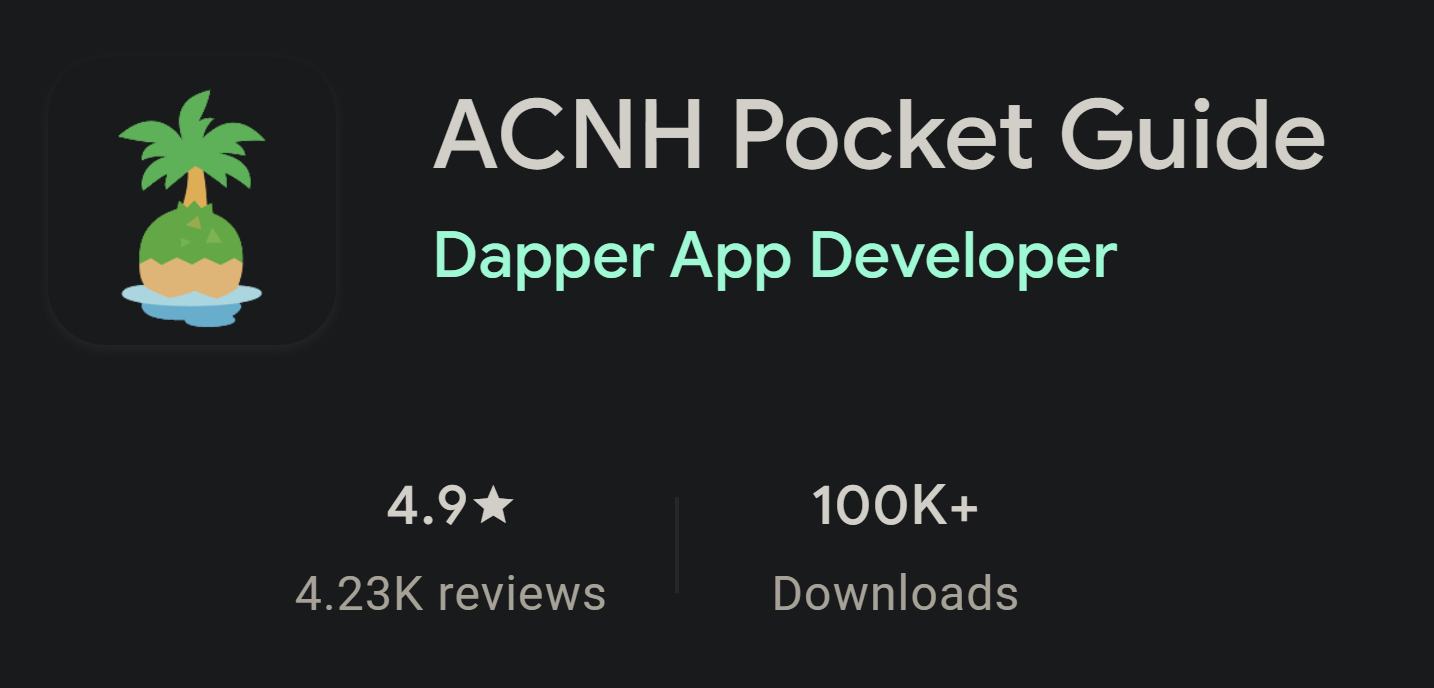 ACNH Pocket Guide
Dapper App Developer
4.9★ 100K+
4.23K reviews Downloads